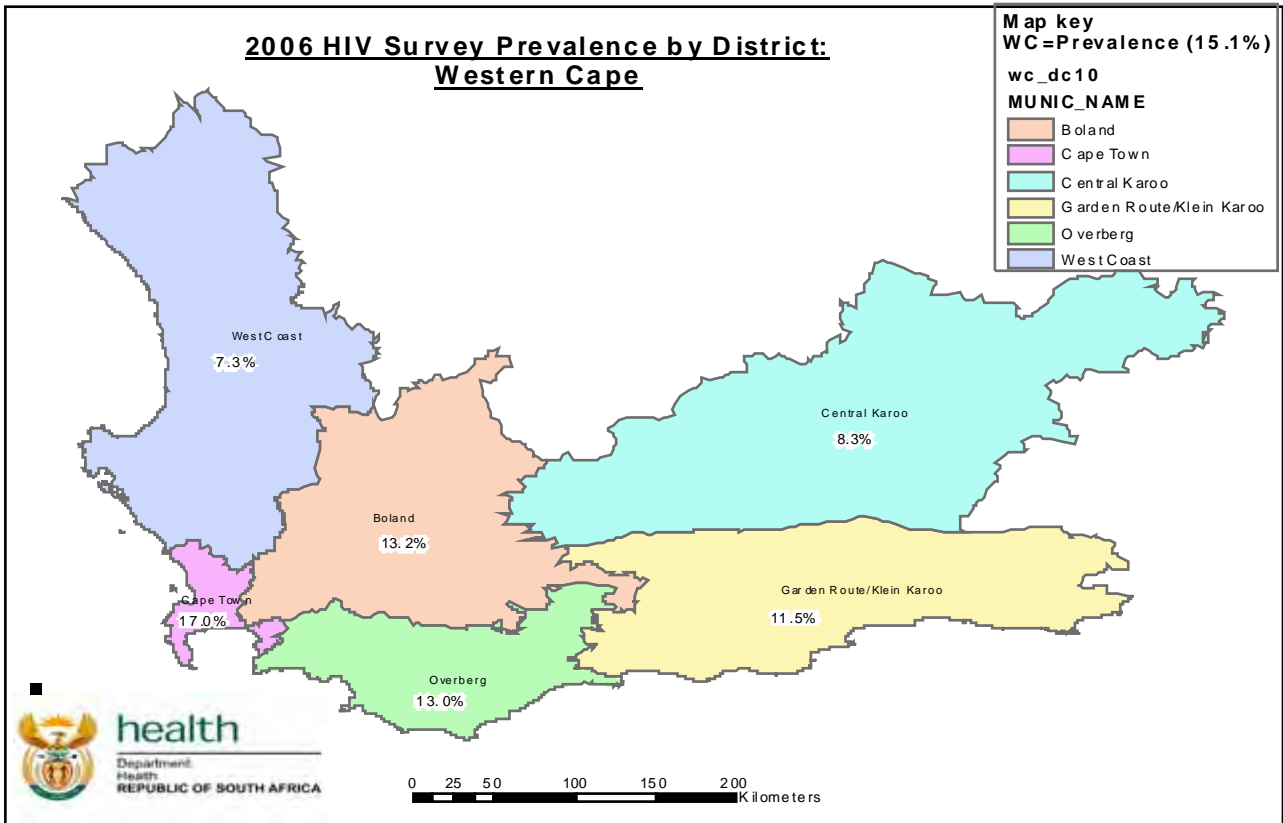 2006 HIV Survey Prevalence by District:
Western Cape
Map key
WC=Prevalence (15.1%)
wc_dc10
MUNIC_NAME
Boland
Cape Town
Central Karoo
Garden Route/Klein Karoo
Overberg
West Coast
West Coast
7.3%
Central Karoo
8.3%
Boland
13.2%
Garden Route/Klein Karoo
11.5%
Cape Town
17.0%
Overberg
13.0%
health
Department:
Health
REPUBLIC OF SOUTH AFRICA
0 25 50 100 150 200
Kilometers